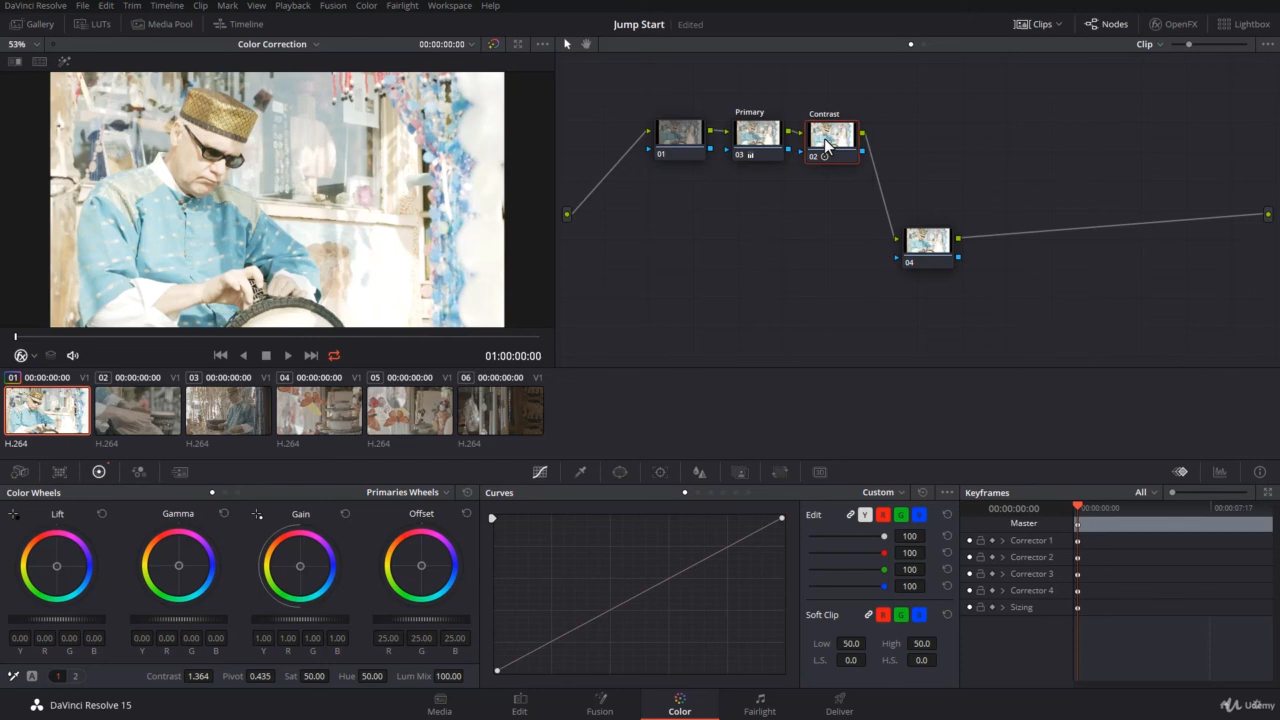 DaVinci Resolve File Edit Trim Timeline Clip Mark View Playback Fusion Color Fairlight Workspace Help
Gallery LUTs Media Pool Timeline Jump Start Edited Clips Nodes OpenFX Lightbox
53% Color Correction 00:00:00:00 Clip
Primary Contrast
01 03 02
04
01:00:00:00
01 00:00:00:00 V1 02 00:00:00:00 V1 03 00:00:00:00 V1 04 00:00:00:00 V1 05 00:00:00:00 V1 06 00:00:00:00 V1
H.264 H.264 H.264 H.264 H.264 H.264
Color Wheels Primaries Wheels Curves Custom Keyframes All
Lift Gamma Gain Offset Edit Y R G B 00:00:00:00 00:00:00:00 00:00:07:17
Master
100 Corrector 1
100 Corrector 2
100 Corrector 3
100 Corrector 4
Sizing
Soft Clip R G B
0.00 0.00 0.00 0.00 0.00 0.00 0.00 0.00 1.00 1.00 1.00 1.00 25.00 25.00 25.00 Low 50.0 High 50.0
Y R G B Y R G B Y R G B R G B L.S. 0.0 H.S. 0.0
A 1 2 Contrast 1.364 Pivot 0.435 Sat 50.00 Hue 50.00 Lum Mix 100.00
DaVinci Resolve 15 Media Edit Fusion Color Fairlight Deliver Udemy